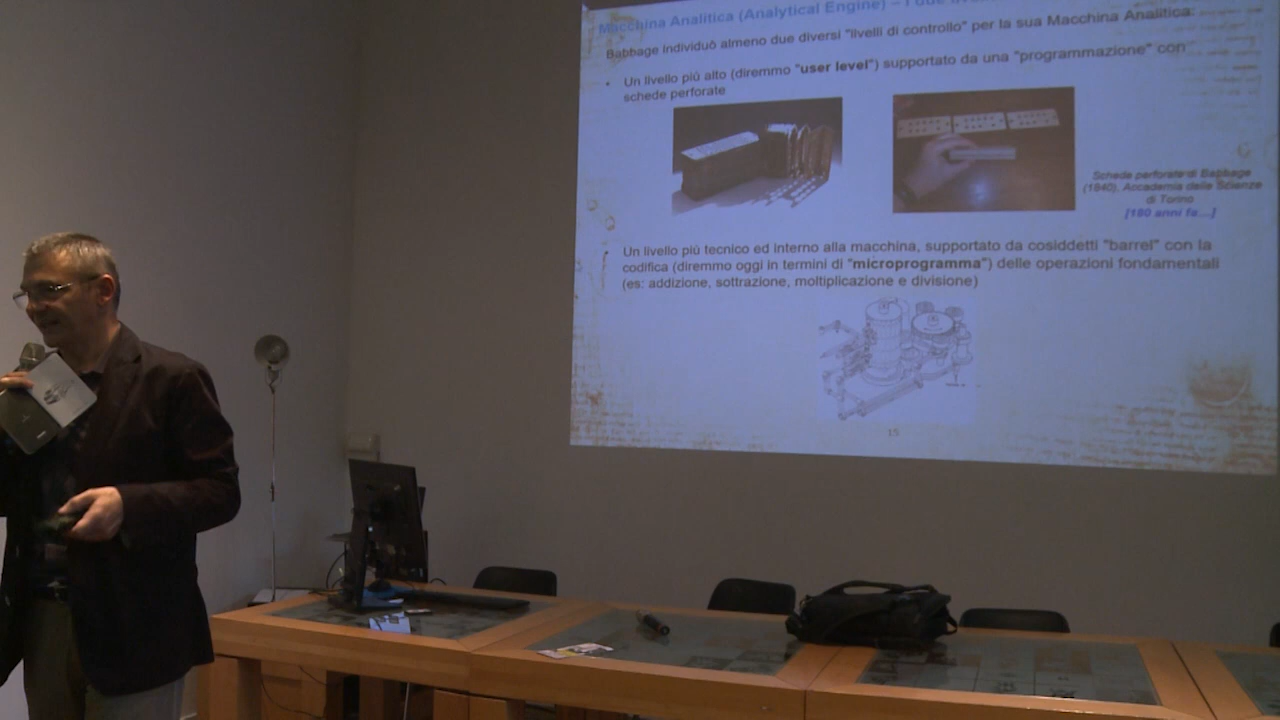 Macchina Analitica (Analytical Engine) – I due
Babbage individuò almeno due diversi "livelli di controllo" per la sua Macchina Analitica:
• Un livello più alto (diremmo "user level") supportato da una "programmazione" con
schede perforate
Schede perforate di Babbage
(1840), Accademia delle Scienze
di Torino
[180 anni fa...]
• Un livello più tecnico ed interno alla macchina, supportato da cosiddetti "barrel" con la
codifica (diremmo oggi in termini di "microprogramma") delle operazioni fondamentali
(es: addizione, sottrazione, moltiplicazione e divisione)
15